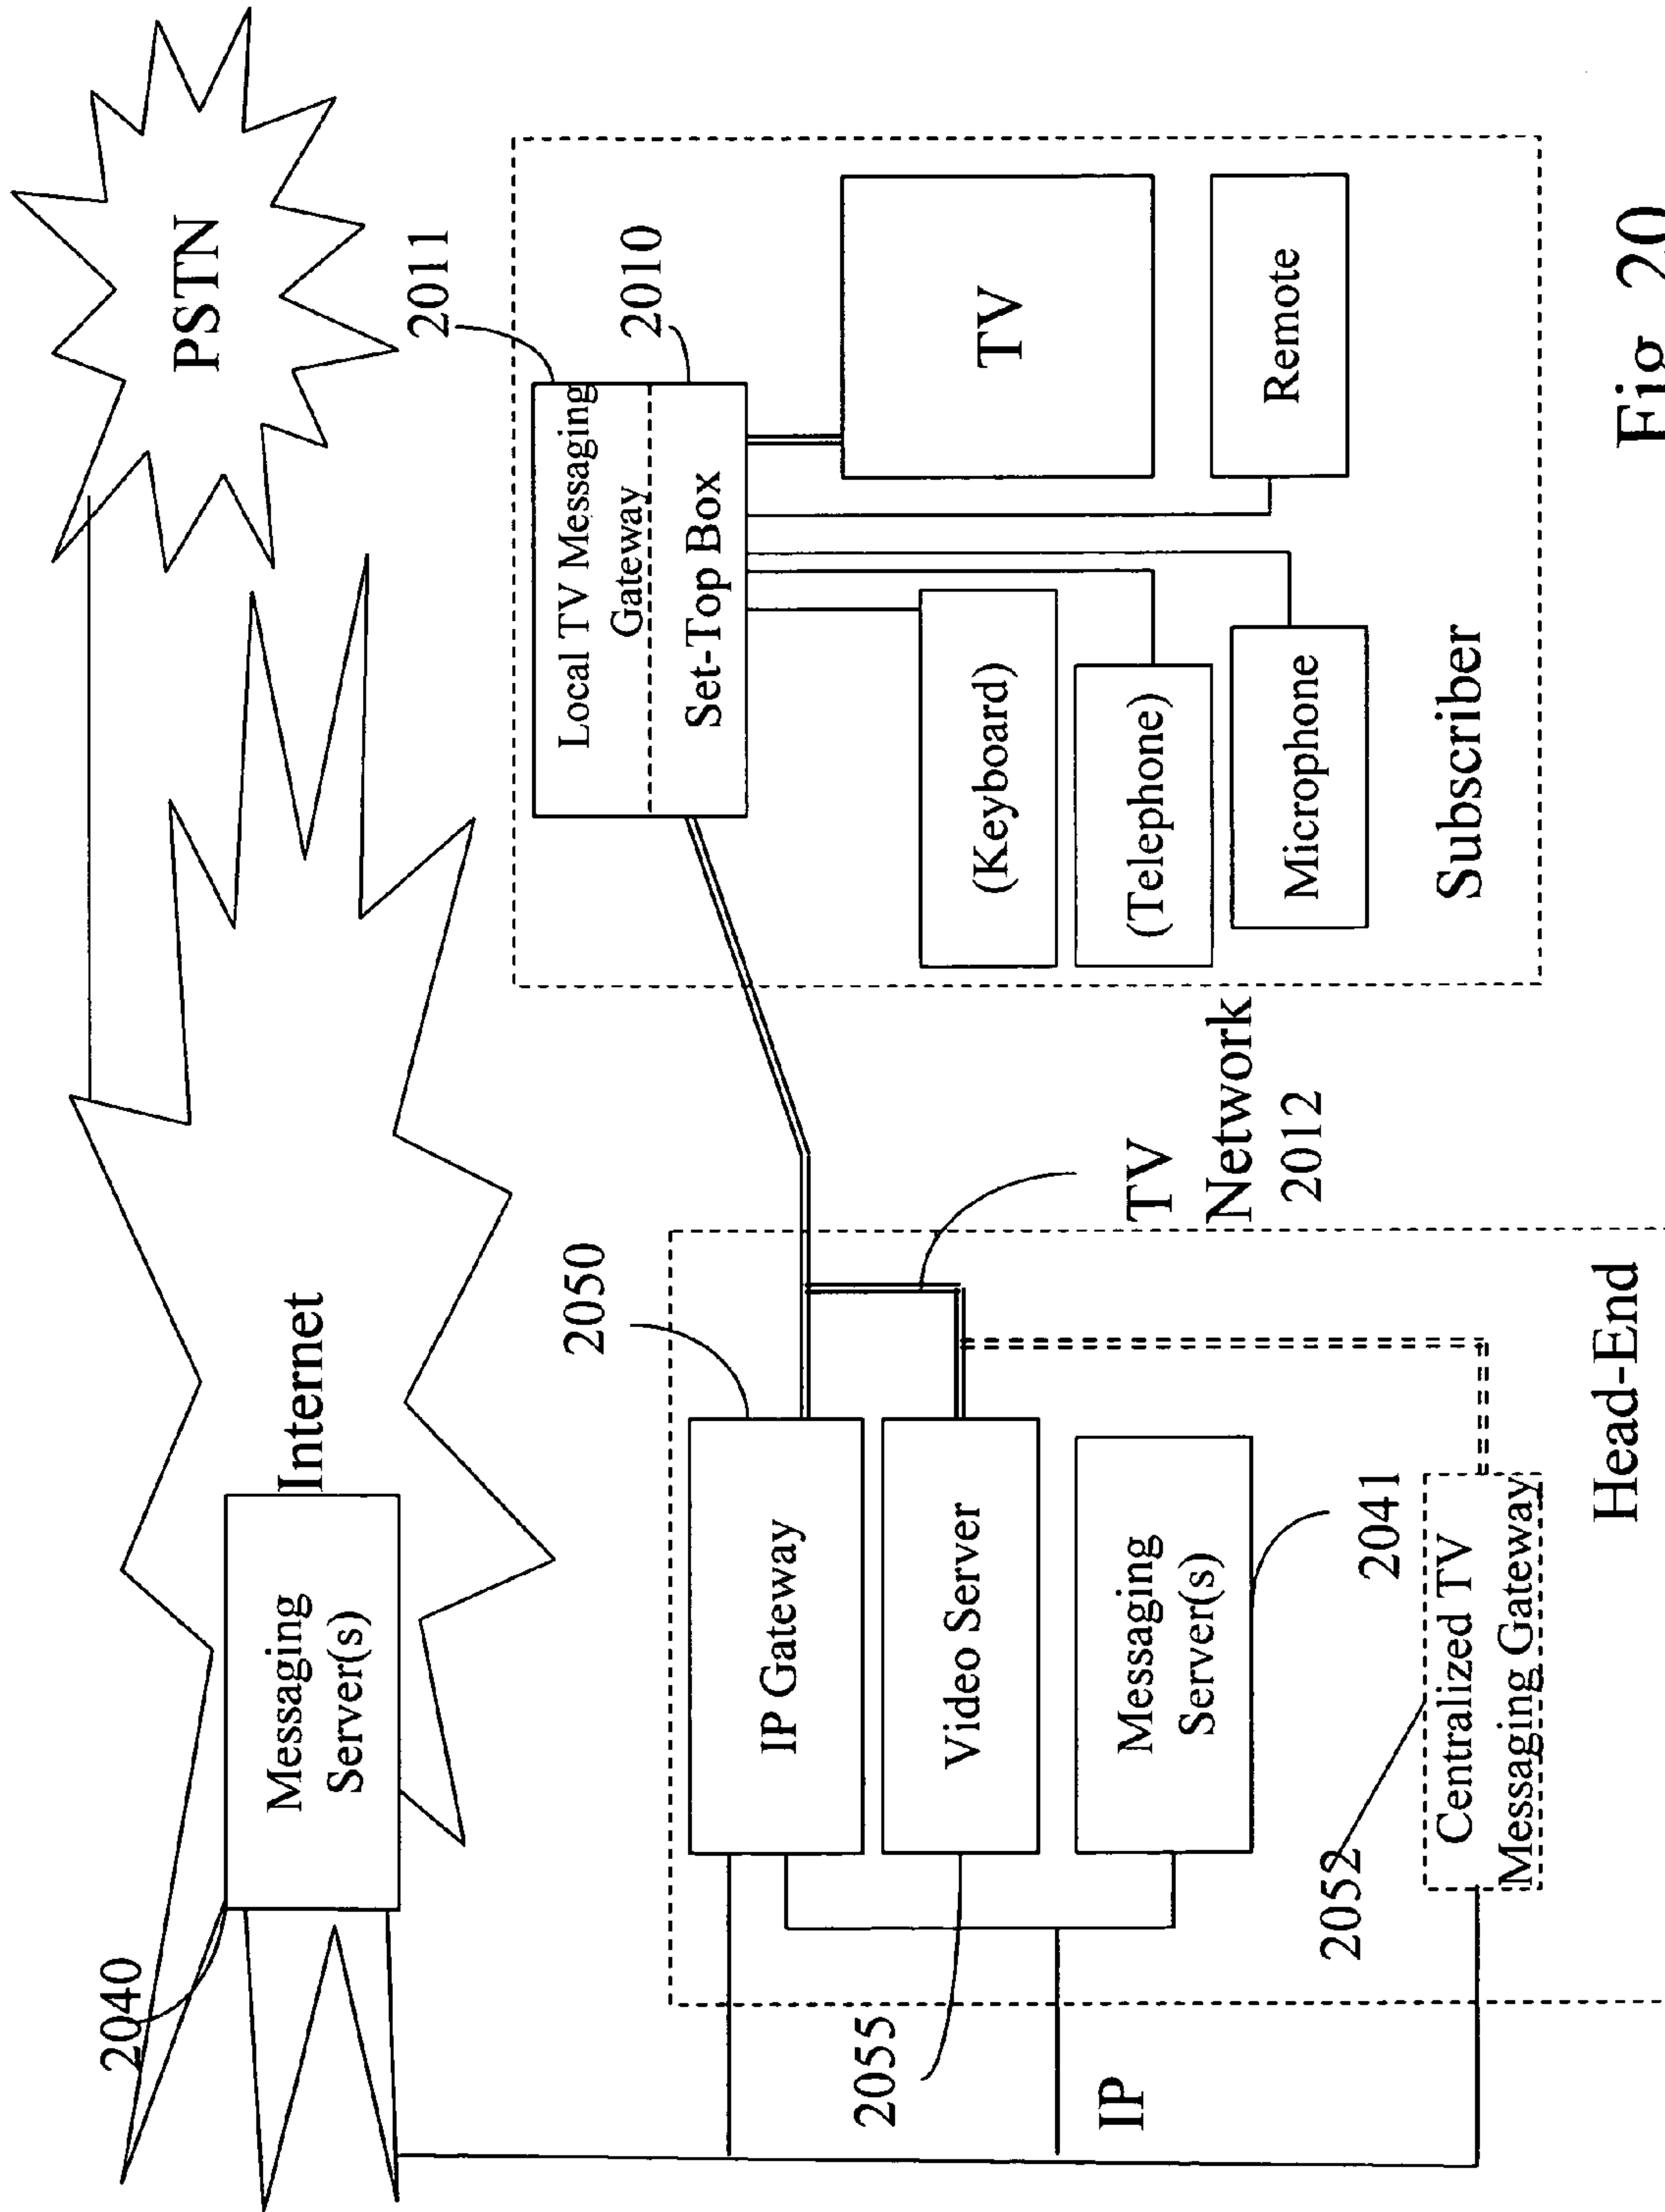 PSTN
Internet
2040
Messaging
Server(s)
2011
2010
Local TV Messaging
Gateway
Set-Top Box
TV
Remote
(Keyboard)
(Telephone)
Microphone
Subscriber
TV
Network
2012
2050
IP Gateway
Video Server
Messaging
Server(s)
2041
2055
IP
2052
Centralized TV
Messaging Gateway
Head-End
Fig 20